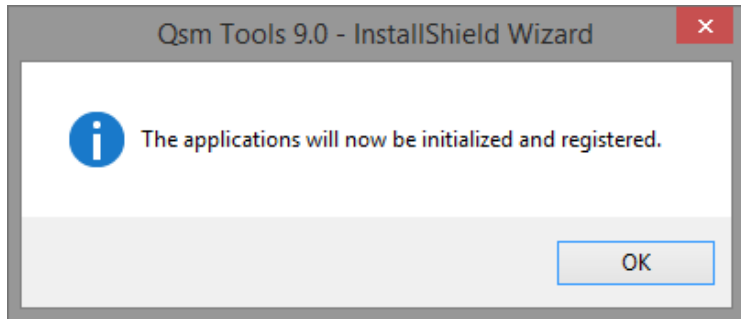 Qsm Tools 9.0 - InstallShield Wizard
The applications will now be initialized and registered.
OK